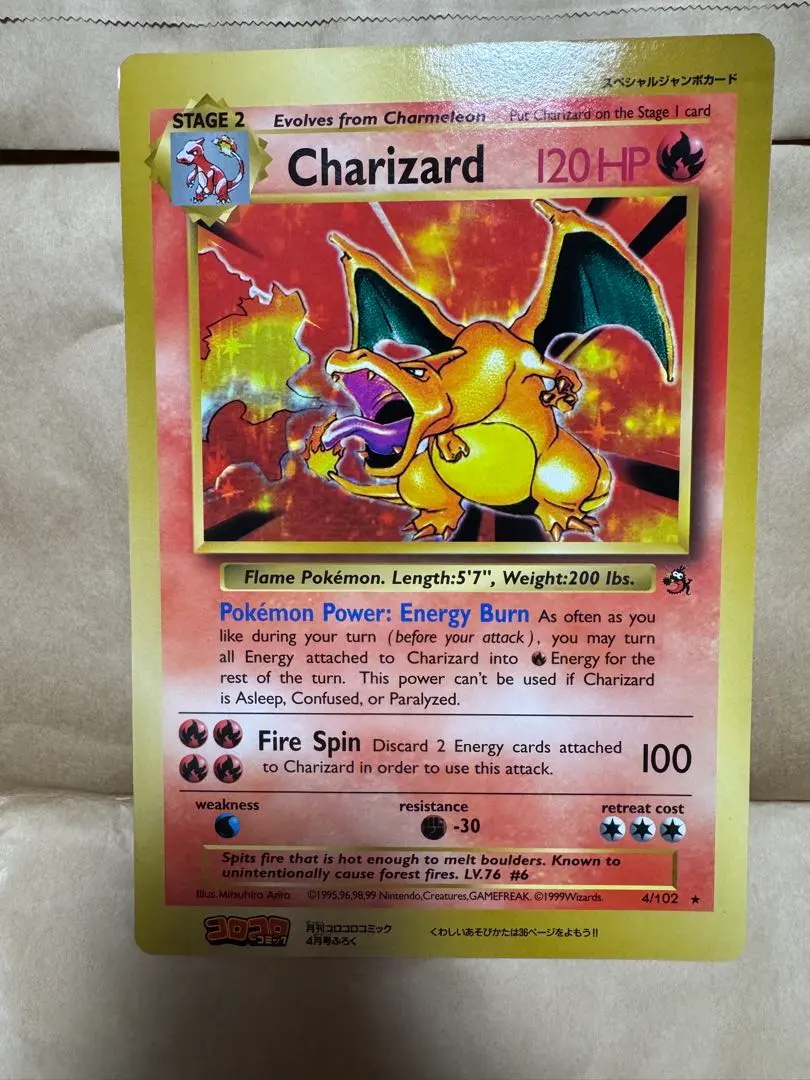 スペシャルジャンボカード
STAGE 2 Evolves from Charmeleon Put Charizard on the Stage 1 card
Charizard 120 HP
Flame Pokémon. Length:5'7", Weight:200 lbs.
Pokémon Power: Energy Burn As often as you
like during your turn (before your attack), you may turn
all Energy attached to Charizard into Energy for the
rest of the turn. This power can't be used if Charizard
is Asleep, Confused, or Paralyzed.
Fire Spin Discard 2 Energy cards attached 100
to Charizard in order to use this attack.
weakness resistance retreat cost
-30
Spits fire that is hot enough to melt boulders. Known to
unintentionally cause forest fires. LV.76 #6
Illus. Mitsuhiro Arita ©1995,96,98,99 Nintendo,Creatures,GAMEFREAK. ©1999Wizards. 4/102 ★
コロコロ
コミック
月刊コロコロコミック
4月号ふろく
くわしいあそびかたは36ページをよもう!!